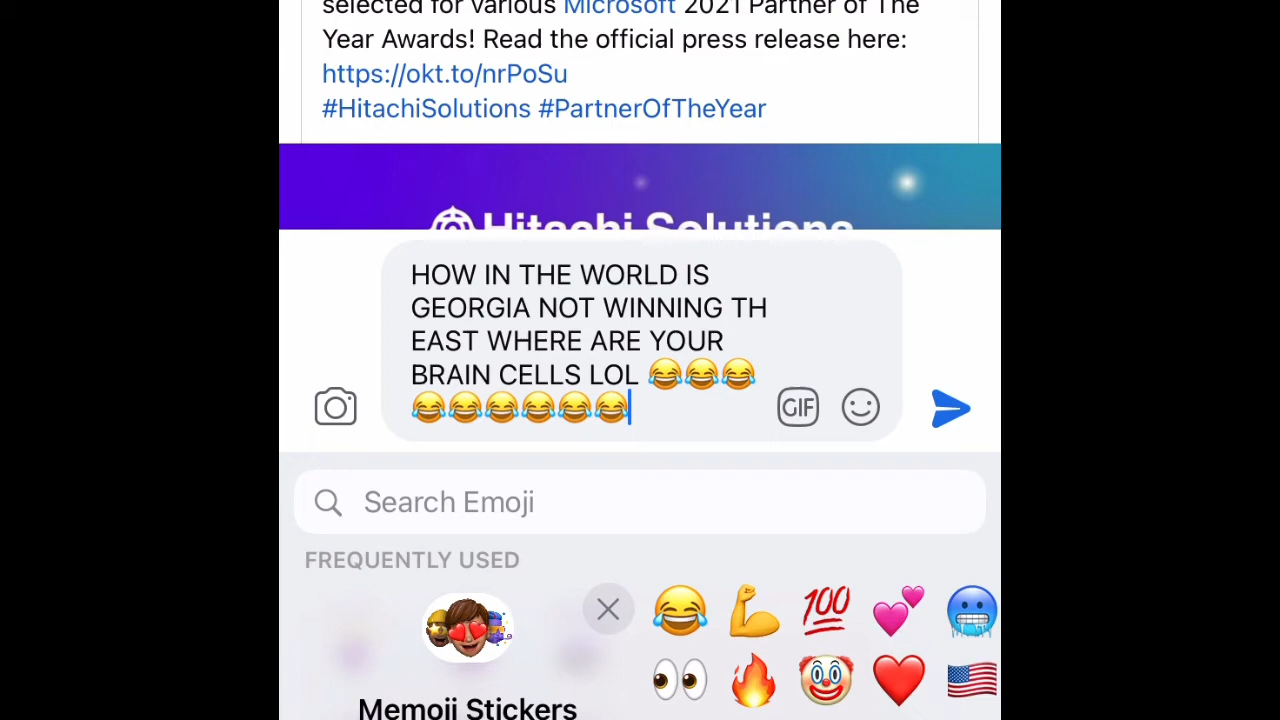 selected for various Microsoft 2021 Partner of The
Year Awards! Read the official press release here:
https://okt.to/nrPoSu
#HitachiSolutions #PartnerOfTheYear
Hitachi Solutions
HOW IN THE WORLD IS
GEORGIA NOT WINNING TH
EAST WHERE ARE YOUR
BRAIN CELLS LOL 😂😂😂
😂😂😂😂😂😂
GIF
Search Emoji
FREQUENTLY USED
Memoji Stickers